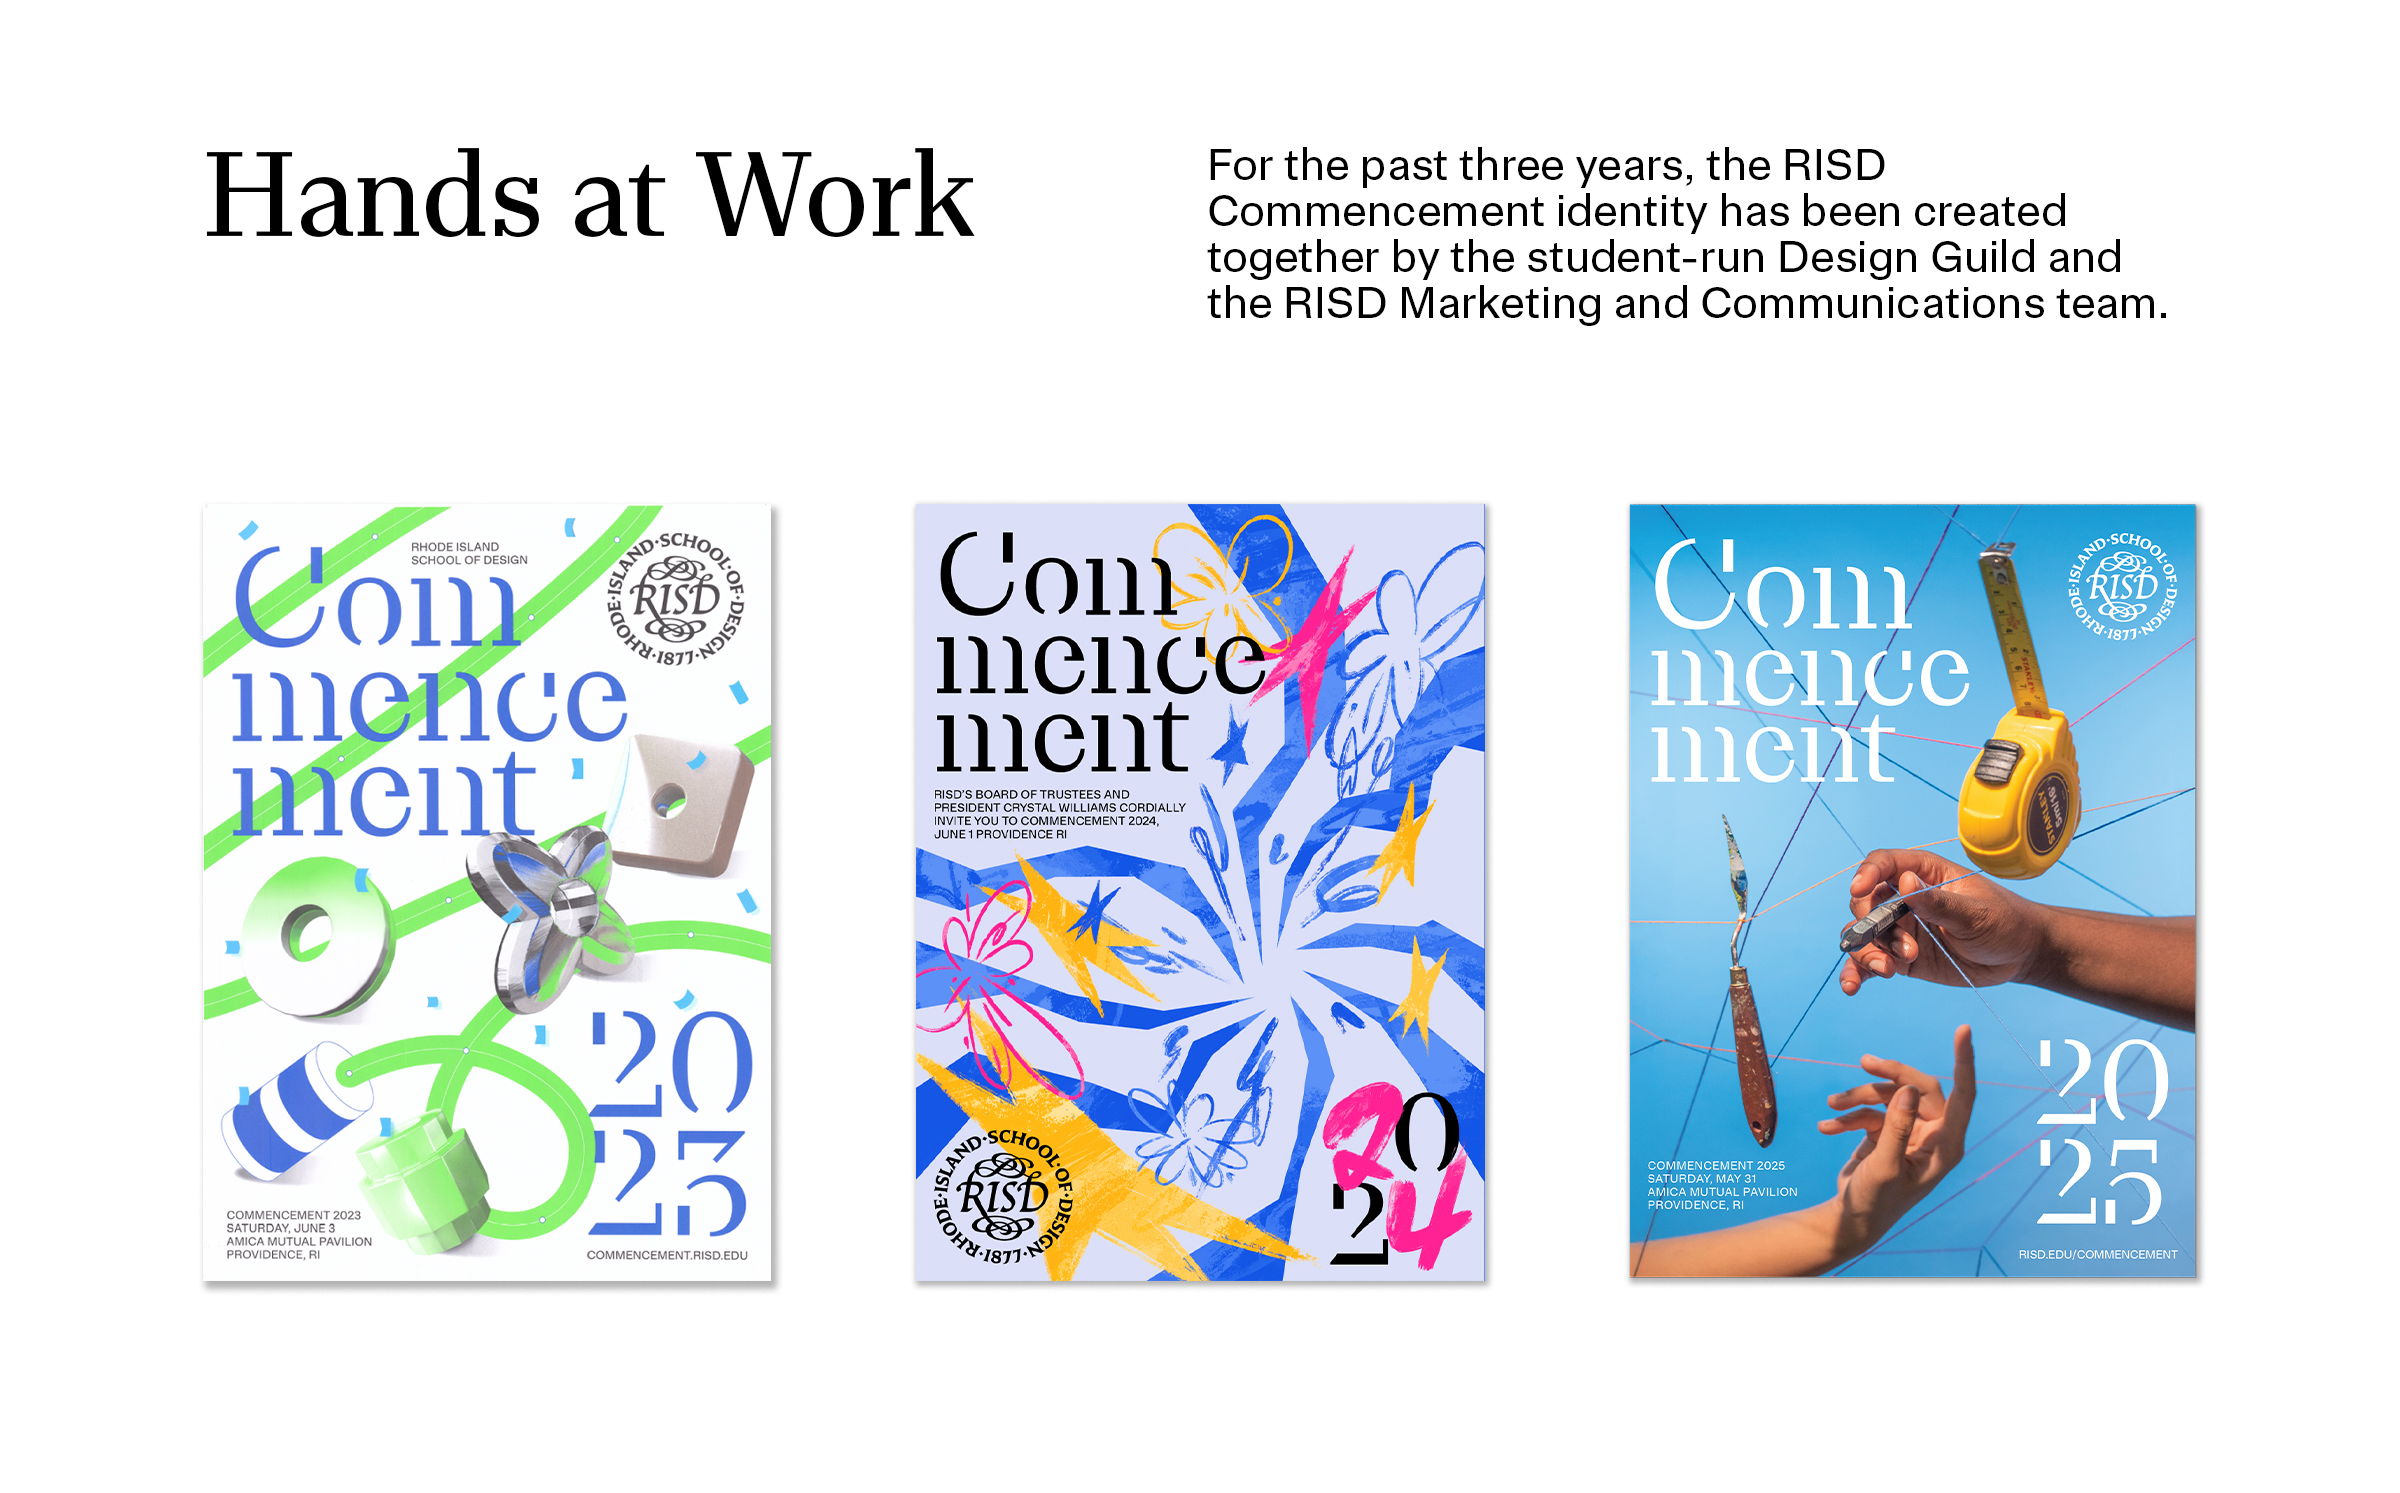 Hands at Work
For the past three years, the RISD
Commencement identity has been created
together by the student-run Design Guild and
the RISD Marketing and Communications team.
Com
mence
ment
RHODE ISLAND
SCHOOL OF DESIGN
RHODE·ISLAND·SCHOOL·OF·DESIGN·1877·
RISD
20
23
COMMENCEMENT 2023
SATURDAY, JUNE 3
AMICA MUTUAL PAVILION
PROVIDENCE, RI
COMMENCEMENT.RISD.EDU
Com
mence
ment
RISD'S BOARD OF TRUSTEES AND
PRESIDENT CRYSTAL WILLIAMS CORDIALLY
INVITE YOU TO COMMENCEMENT 2024,
JUNE 1 PROVIDENCE RI
RHODE·ISLAND·SCHOOL·OF·DESIGN·1877·
RISD
20
24
Com
mence
ment
RHODE·ISLAND·SCHOOL·OF·DESIGN·1877·
RISD
STANLEY
5m/16'
20
25
COMMENCEMENT 2025
SATURDAY, MAY 31
AMICA MUTUAL PAVILION
PROVIDENCE, RI
RISD.EDU/COMMENCEMENT